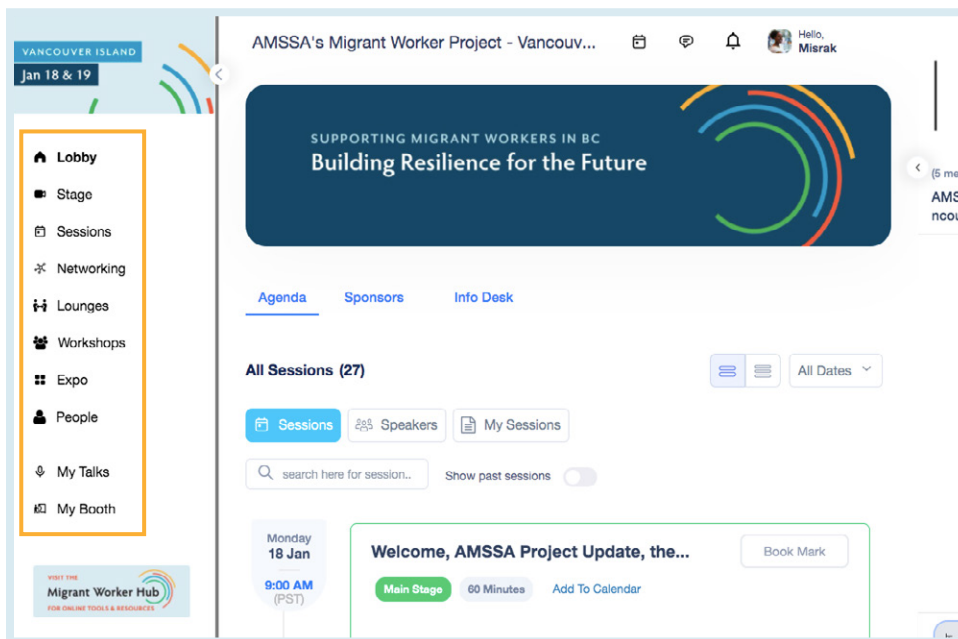 VANCOUVER ISLAND
Jan 18 & 19
Lobby
Stage
Sessions
Networking
Lounges
Workshops
Expo
People
My Talks
My Booth
VISIT THE
Migrant Worker Hub
FOR ONLINE TOOLS & RESOURCES
AMSSA's Migrant Worker Project - Vancouv...
Hello,
Misrak
SUPPORTING MIGRANT WORKERS IN BC
Building Resilience for the Future
Agenda
Sponsors
Info Desk
All Sessions (27)
All Dates
Sessions
Speakers
My Sessions
search here for session..
Show past sessions
Monday
18 Jan
9:00 AM
(PST)
Welcome, AMSSA Project Update, the...
Book Mark
Main Stage
60 Minutes
Add To Calendar
(5 me
AMS
ncou